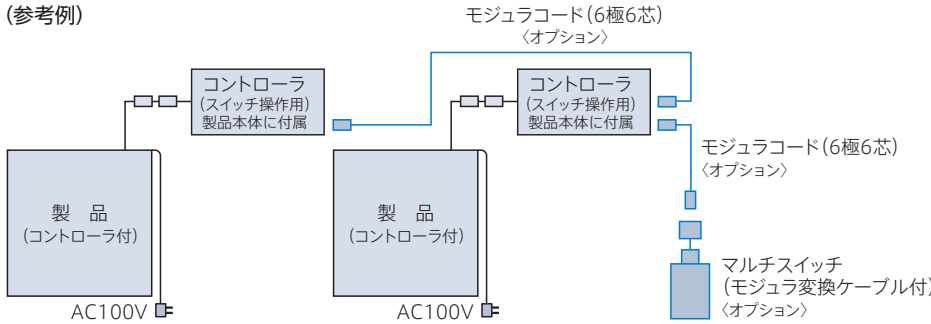 (参考例)
モジュラコード(6極6芯)
〈オプション〉
コントローラ
(スイッチ操作用)
製品本体に付属
コントローラ
(スイッチ操作用)
製品本体に付属
モジュラコード(6極6芯)
〈オプション〉
製 品
(コントローラ付)
製 品
(コントローラ付)
マルチスイッチ
(モジュラ変換ケーブル付)
〈オプション〉
AC100V
AC100V